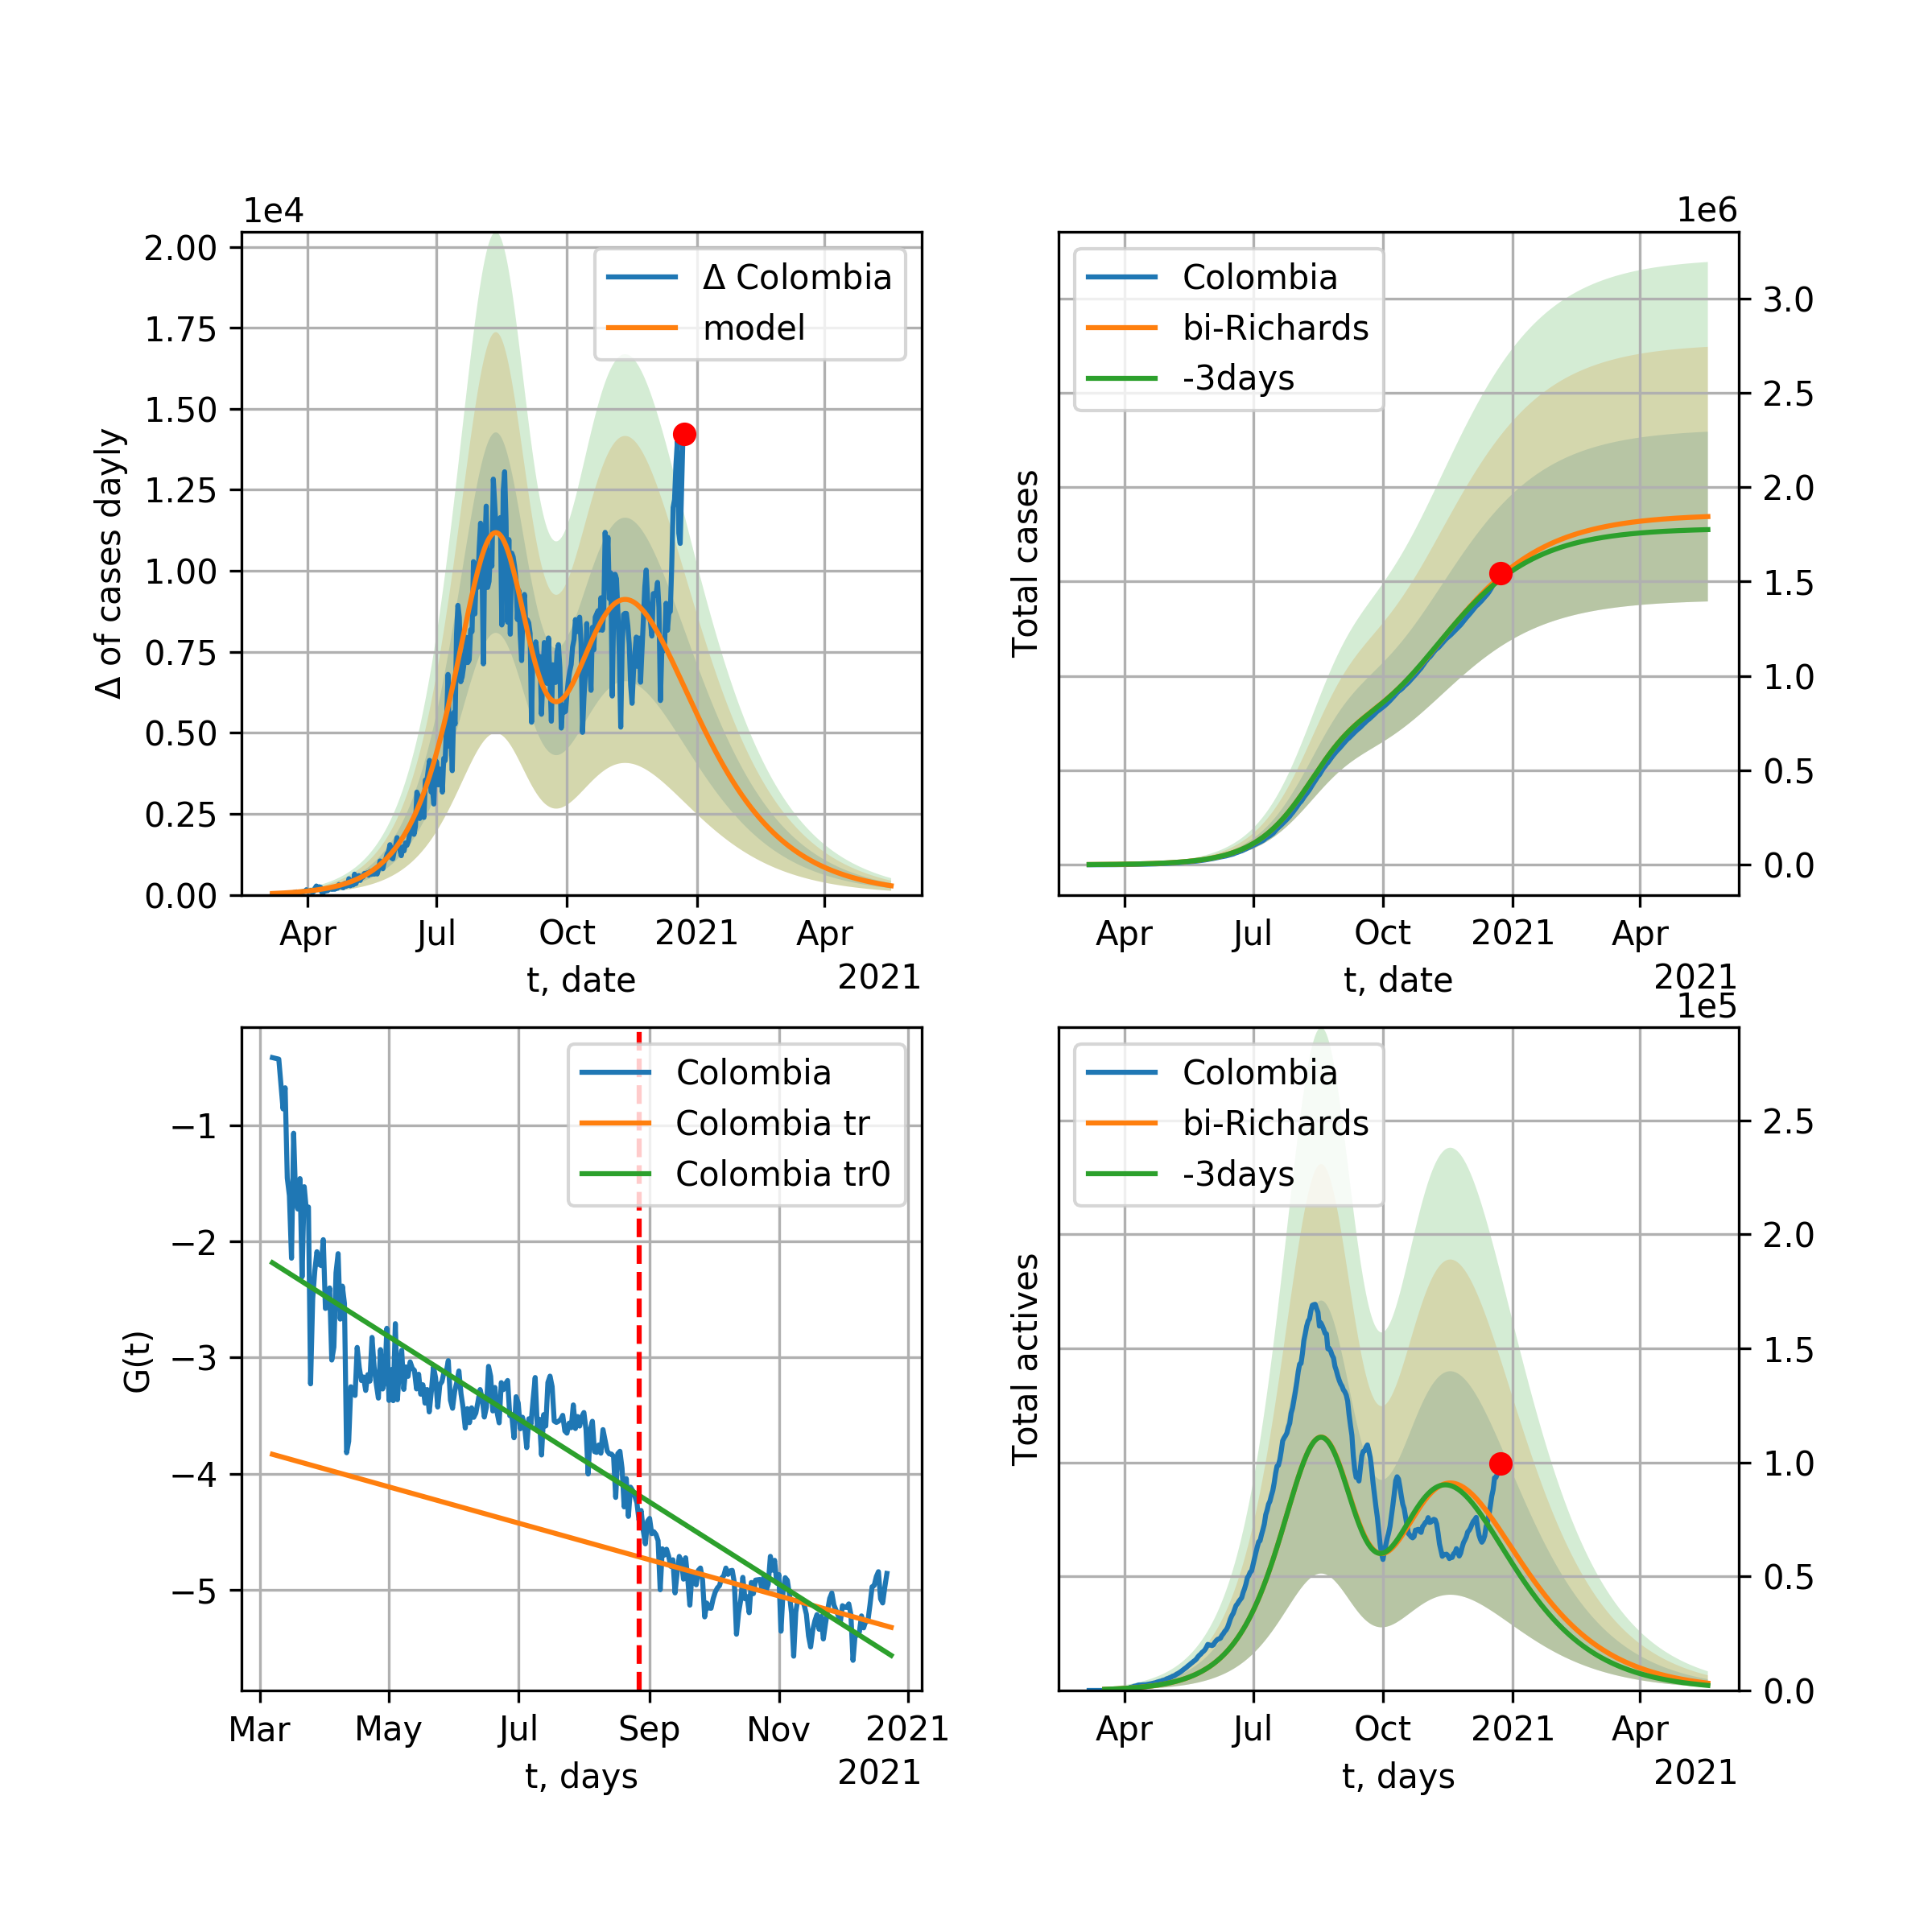 1e4
2.00
1.75
1.50
1.25
1.00
0.75
0.50
0.25
0.00
Δ of cases dayly
Δ Colombia
model
Apr Jul Oct 2021 Apr
t, date
2021
1e6
Colombia
bi-Richards
-3days
Total cases
3.0
2.5
2.0
1.5
1.0
0.5
0.0
Apr Jul Oct 2021 Apr
t, date
2021
G(t)
−1
−2
−3
−4
−5
Colombia
Colombia tr
Colombia tr0
Mar May Jul Sep Nov 2021
t, days
2021
1e5
Colombia
bi-Richards
-3days
Total actives
2.5
2.0
1.5
1.0
0.5
0.0
Apr Jul Oct 2021 Apr
t, days
2021